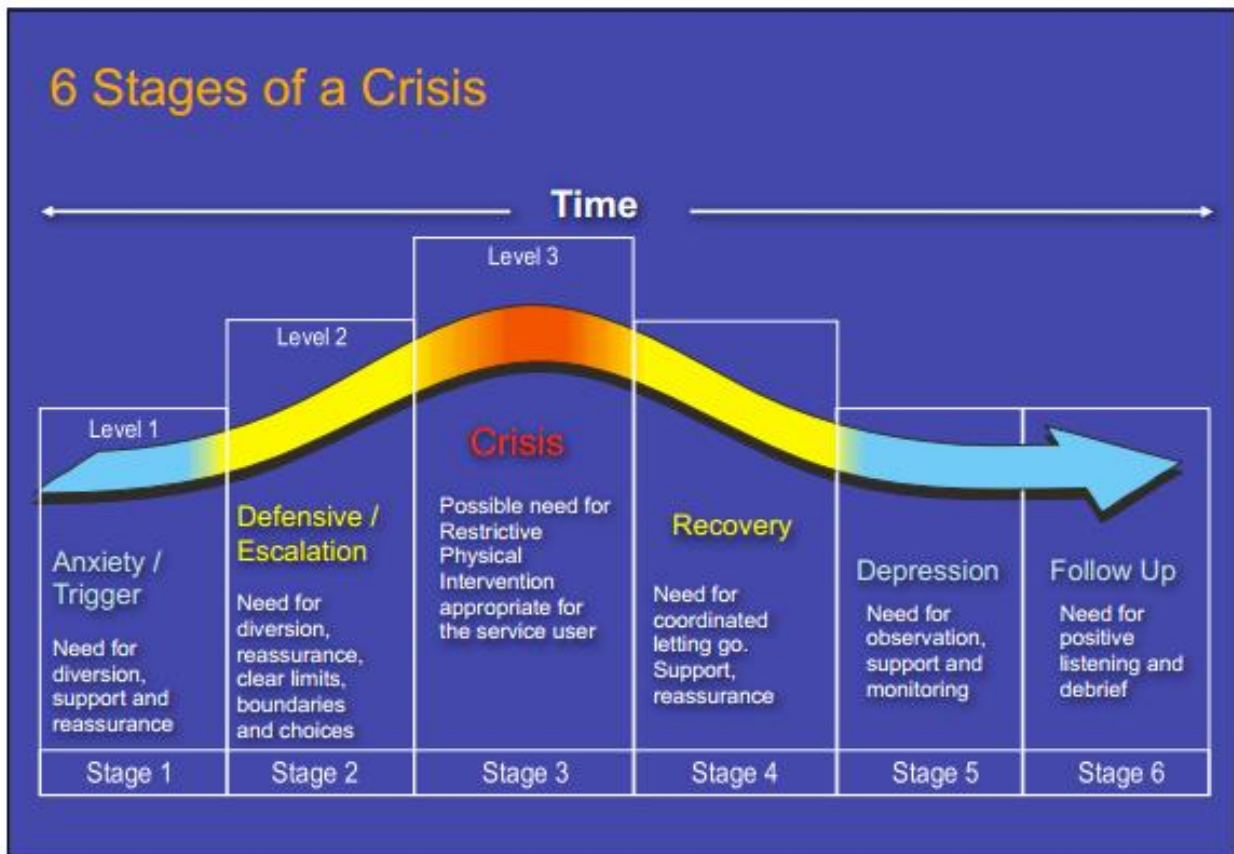 6 Stages of a Crisis
Time
Level 1
Level 2
Level 3
Anxiety /
Trigger
Need for
diversion,
support and
reassurance
Defensive /
Escalation
Need for
diversion,
reassurance,
clear limits,
boundaries
and choices
Crisis
Possible need for
Restrictive
Physical
Intervention
appropriate for
the service user
Recovery
Need for
coordinated
letting go.
Support,
reassurance
Depression
Need for
observation,
support and
monitoring
Follow Up
Need for
positive
listening and
debrief
Stage 1
Stage 2
Stage 3
Stage 4
Stage 5
Stage 6